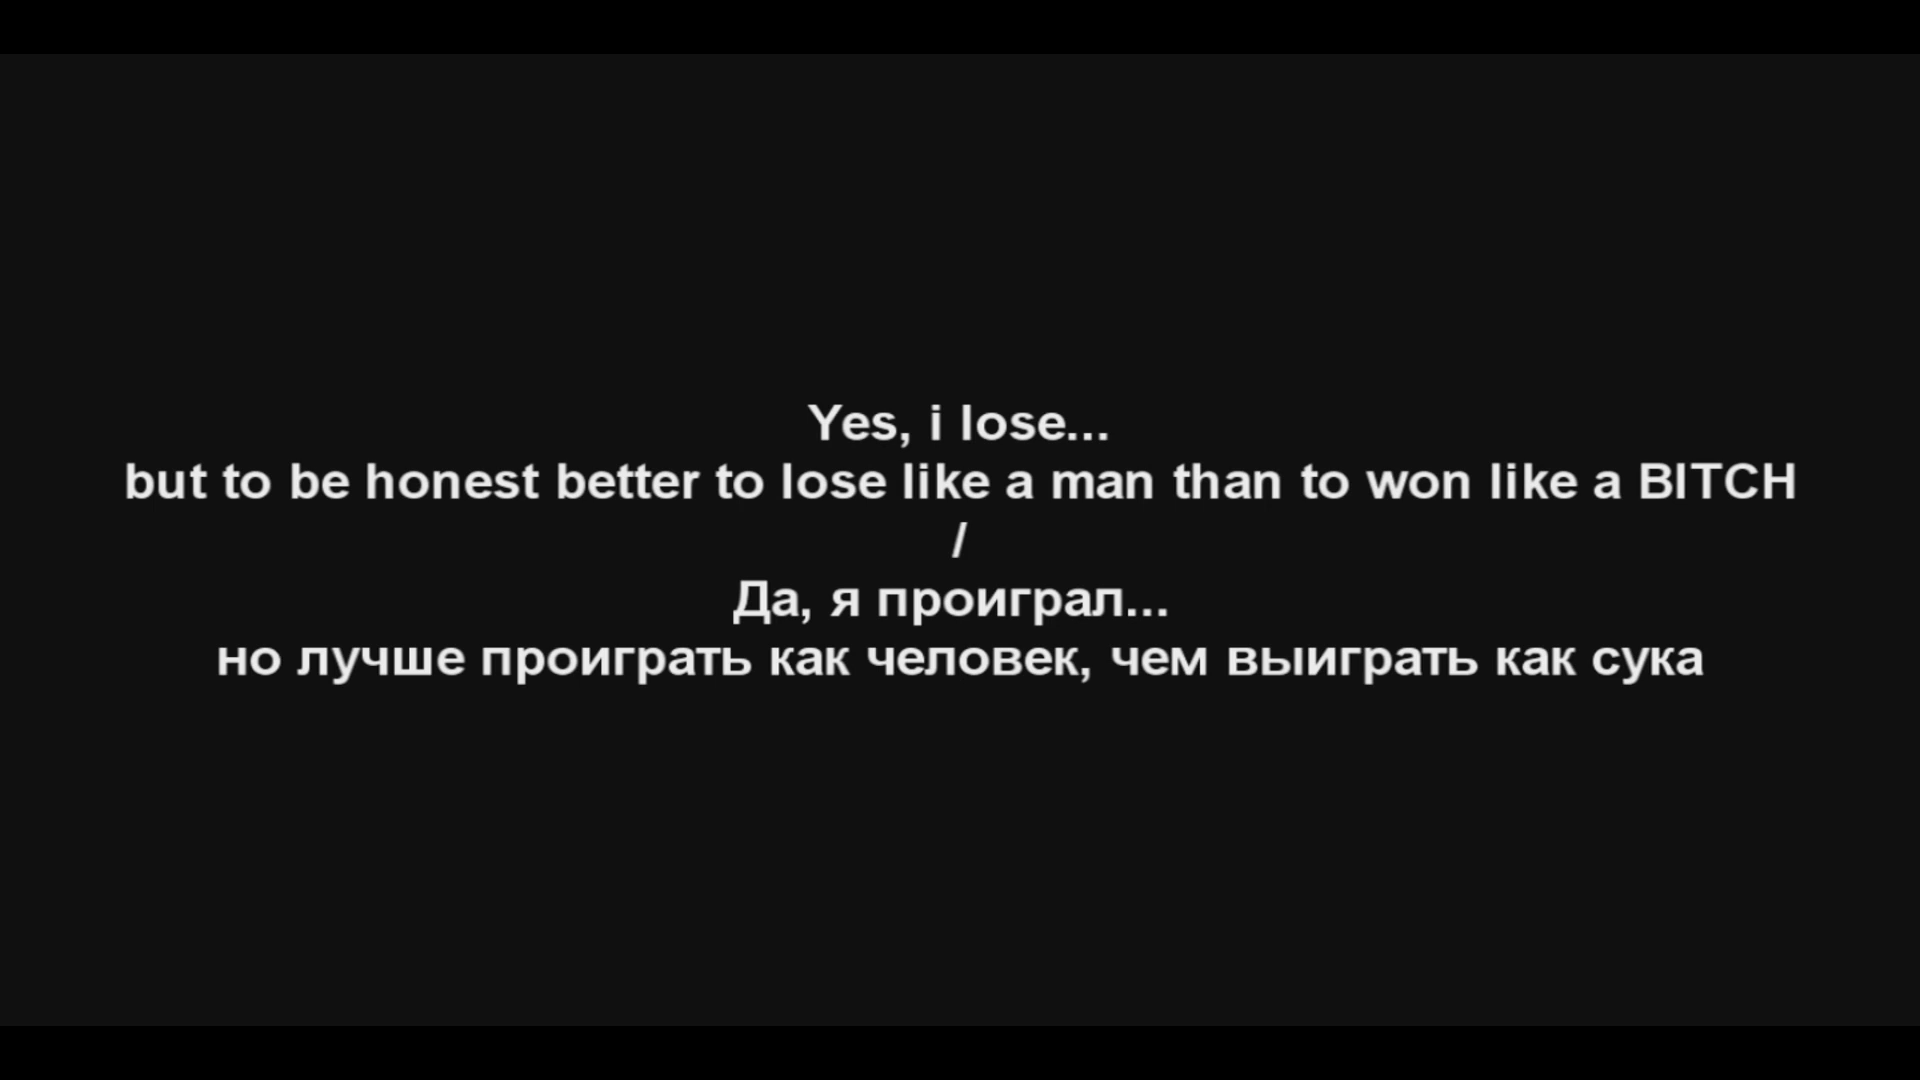 Yes, i lose...
but to be honest better to lose like a man than to won like a BITCH
/
Да, я проиграл...
но лучше проиграть как человек, чем выиграть как сука